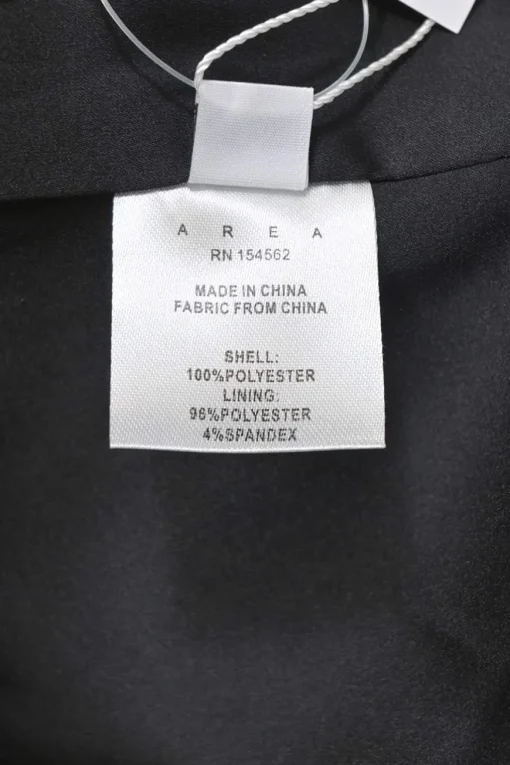 A R E A
RN 154562
MADE IN CHINA
FABRIC FROM CHINA
SHELL:
100%POLYESTER
LINING:
96%POLYESTER
4%SPANDEX